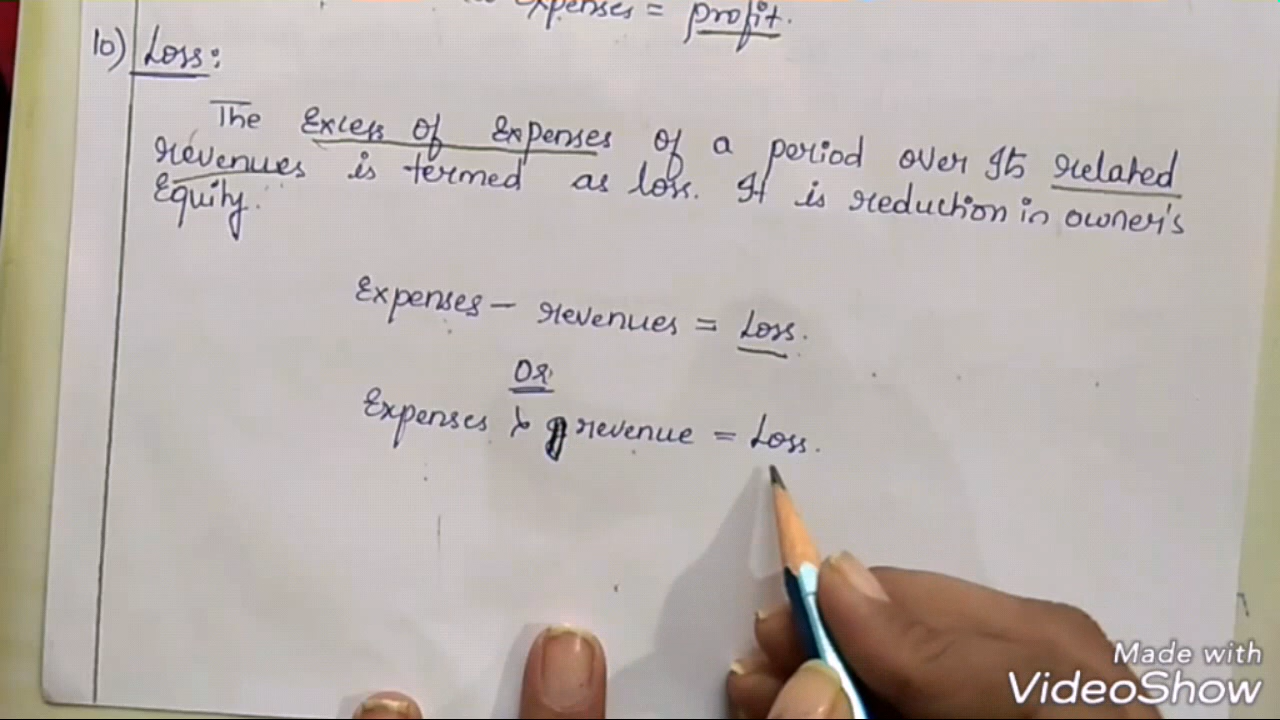 Expenses = profit.
10) Loss:
The Excess of Expenses of a period over Its related
revenues is termed as loss. It is reduction in owner's
Equity.
Expenses - revenues = Loss.
Or
Expenses > revenue = Loss.
Made with
VideoShow